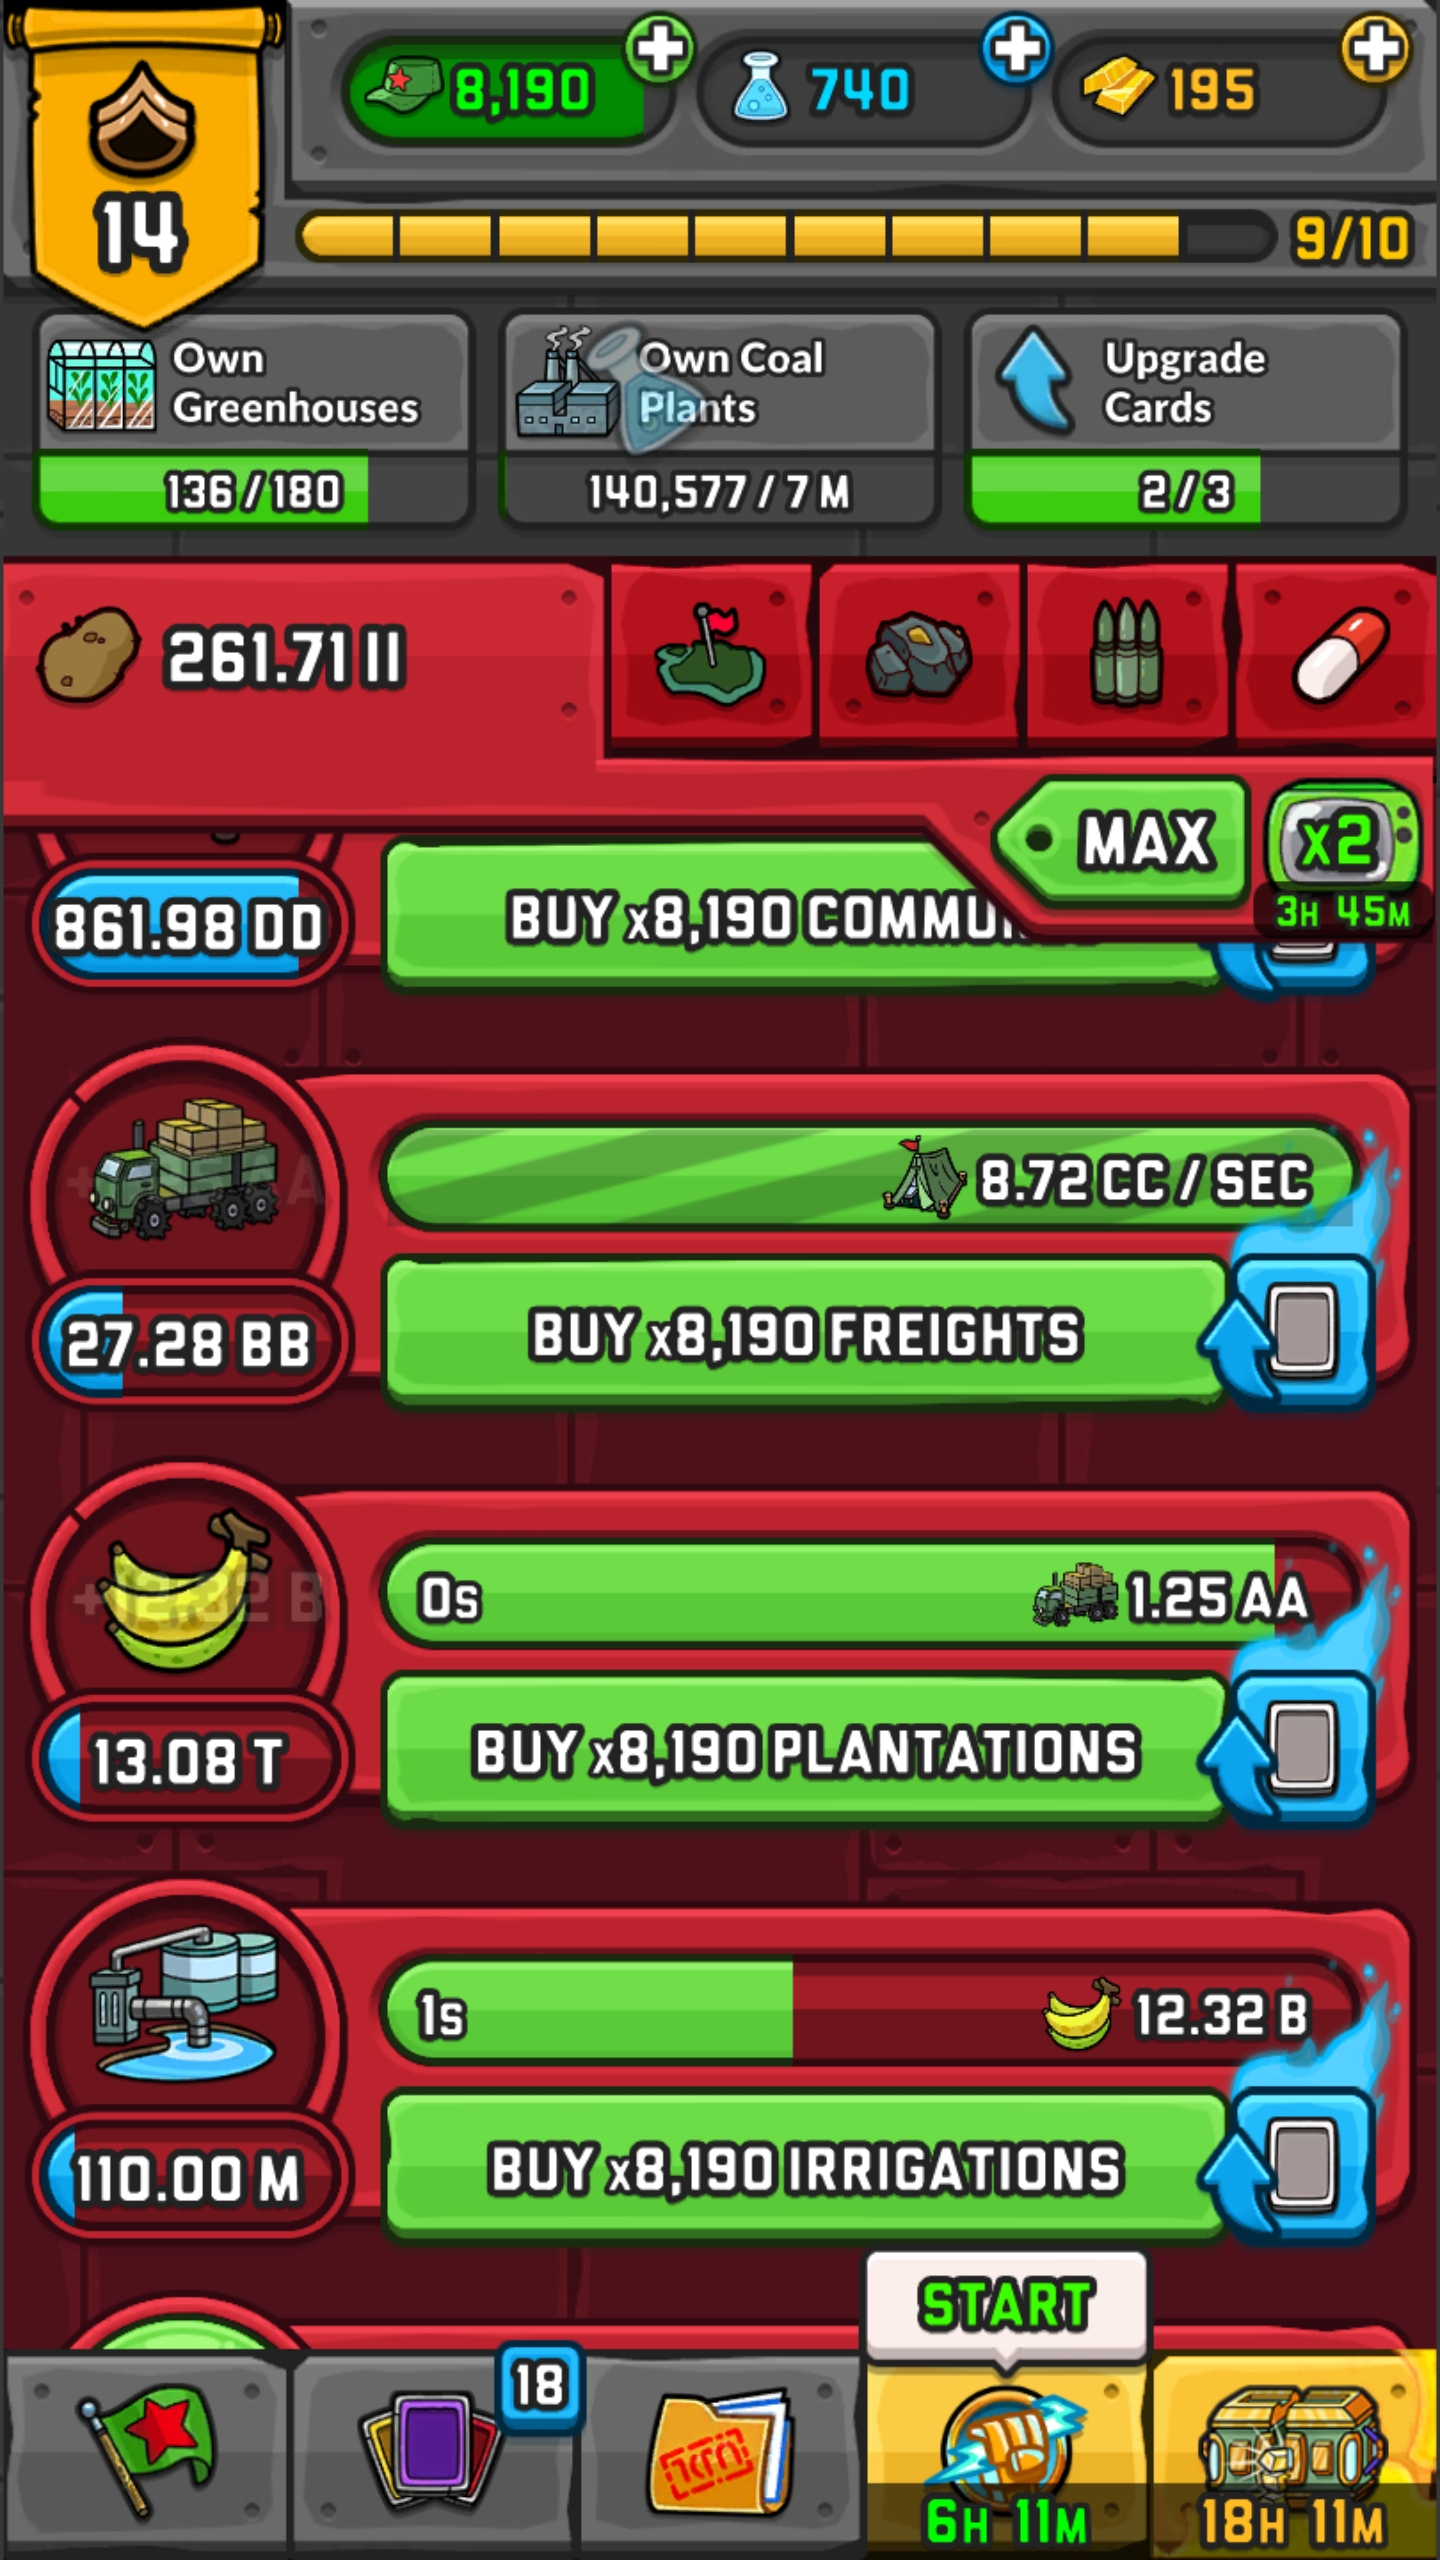 14
8,190
740
195
9/10
Own Greenhouses
136/180
Own Coal Plants
140,577/7 M
Upgrade Cards
2/3
261.71 II
MAX
x2
3H 45M
861.98 DD
BUY x8,190
8.72 CC / SEC
27.28 BB
BUY x8,190 FREIGHTS
+12.32 B
0s
1.25 AA
13.08 T
BUY x8,190 PLANTATIONS
1s
12.32 B
110.00 M
BUY x8,190 IRRIGATIONS
START
18
6H 11M
18H 11M